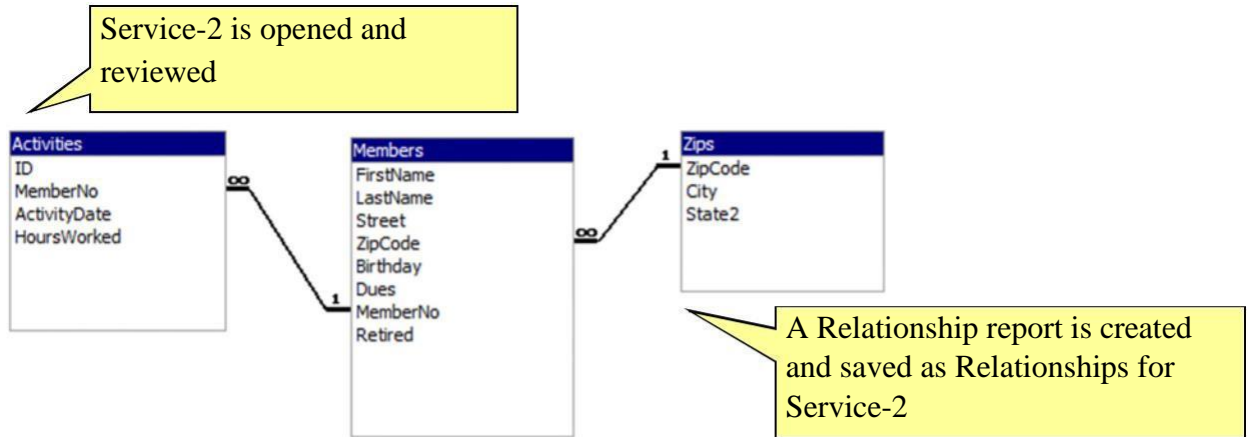 Service-2 is opened and
reviewed
Activities
ID
MemberNo
ActivityDate
HoursWorked
∞
1
Members
FirstName
LastName
Street
ZipCode
Birthday
Dues
MemberNo
Retired
∞
1
Zips
ZipCode
City
State2
A Relationship report is created
and saved as Relationships for
Service-2